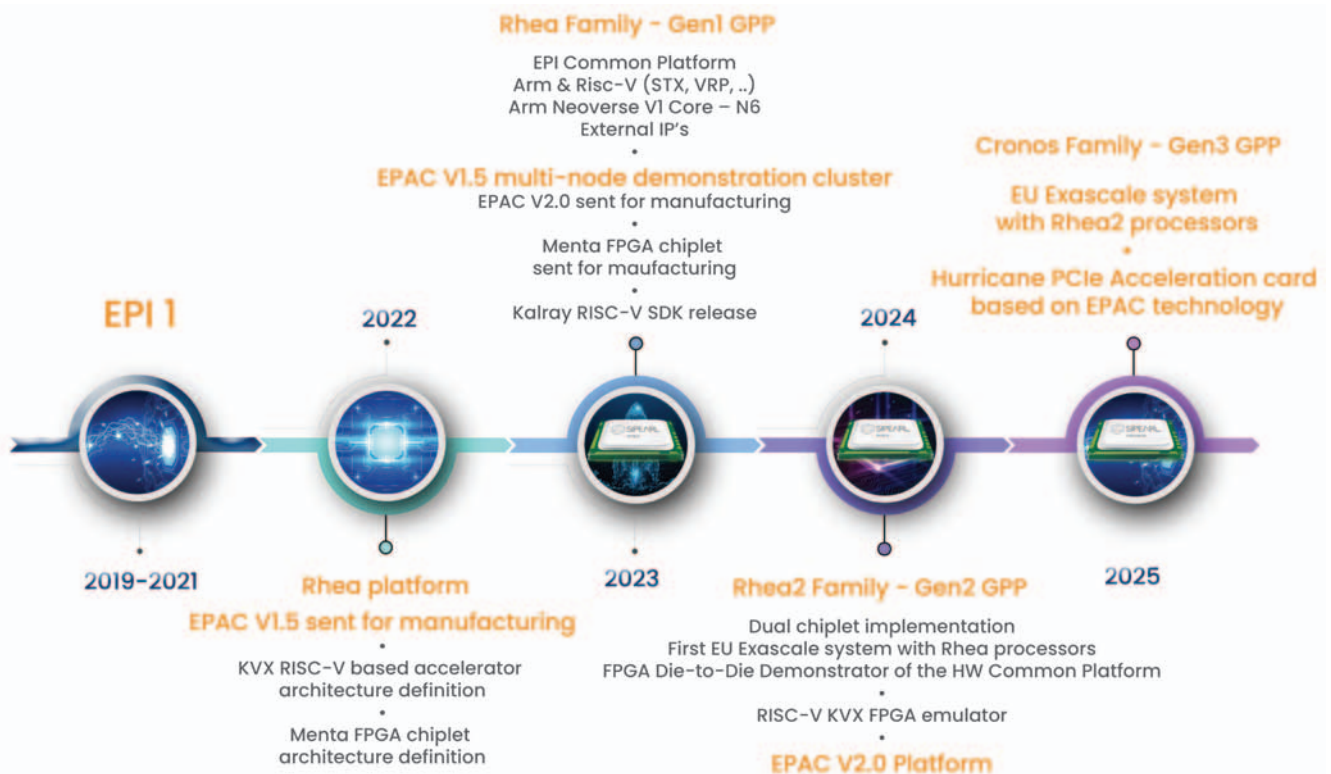 Rhea Family - Gen1 GPP
EPI Common Platform
Arm & Risc-V (STX, VRP, ..)
Arm Neoverse V1 Core – N6
External IP's
•
EPAC V1.5 multi-node demonstration cluster
EPAC V2.0 sent for manufacturing
•
Menta FPGA chiplet
sent for maufacturing
•
Kalray RISC-V SDK release
Cronos Family - Gen3 GPP
EU Exascale system
with Rhea2 processors
•
Hurricane PCIe Acceleration card
based on EPAC technology
EPI 1
2022
2024
SIPEARL
SIPEARL
SIPEARL
2019-2021
2023
2025
Rhea platform
EPAC V1.5 sent for manufacturing
•
KVX RISC-V based accelerator
architecture definition
•
Menta FPGA chiplet
architecture definition
Rhea2 Family - Gen2 GPP
Dual chiplet implementation
First EU Exascale system with Rhea processors
FPGA Die-to-Die Demonstrator of the HW Common Platform
•
RISC-V KVX FPGA emulator
•
EPAC V2.0 Platform